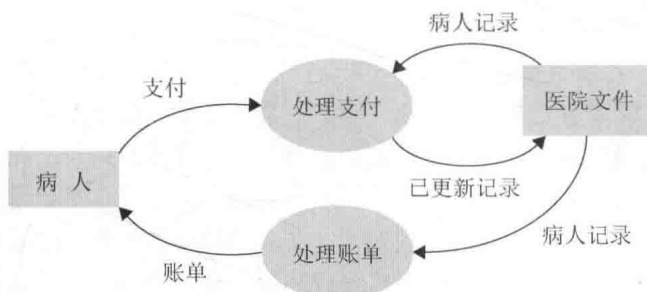 病人记录
支付
处理支付
医院文件
病 人
已更新记录
处理账单
病人记录
账单